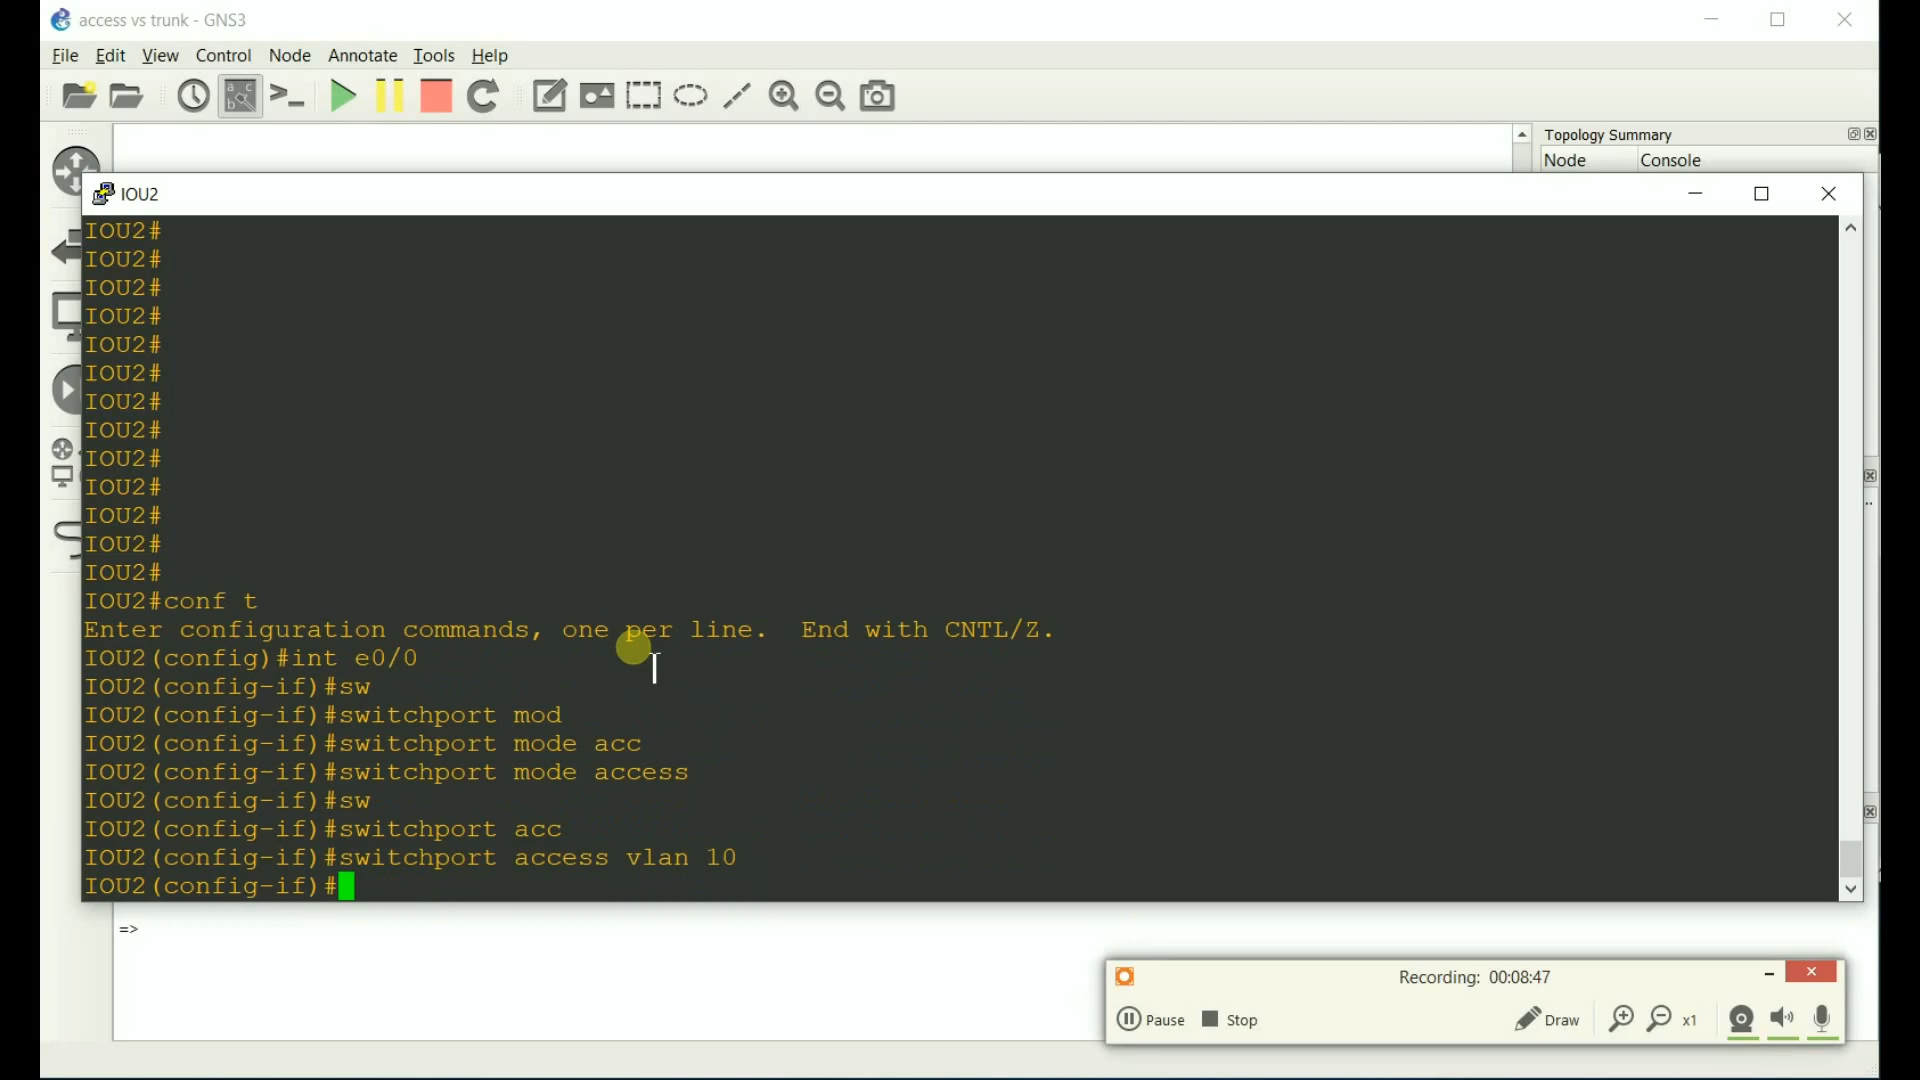 access vs trunk - GNS3
File Edit View Control Node Annotate Tools Help
Topology Summary
Node Console
IOU2
IOU2#
IOU2#
IOU2#
IOU2#
IOU2#
IOU2#
IOU2#
IOU2#
IOU2#
IOU2#
IOU2#
IOU2#
IOU2#
IOU2#conf t
Enter configuration commands, one per line.  End with CNTL/Z.
IOU2(config)#int e0/0
IOU2(config-if)#sw
IOU2(config-if)#switchport mod
IOU2(config-if)#switchport mode acc
IOU2(config-if)#switchport mode access
IOU2(config-if)#sw
IOU2(config-if)#switchport acc
IOU2(config-if)#switchport access vlan 10
IOU2(config-if)#
=>
Recording: 00:08:47
Pause Stop Draw x1